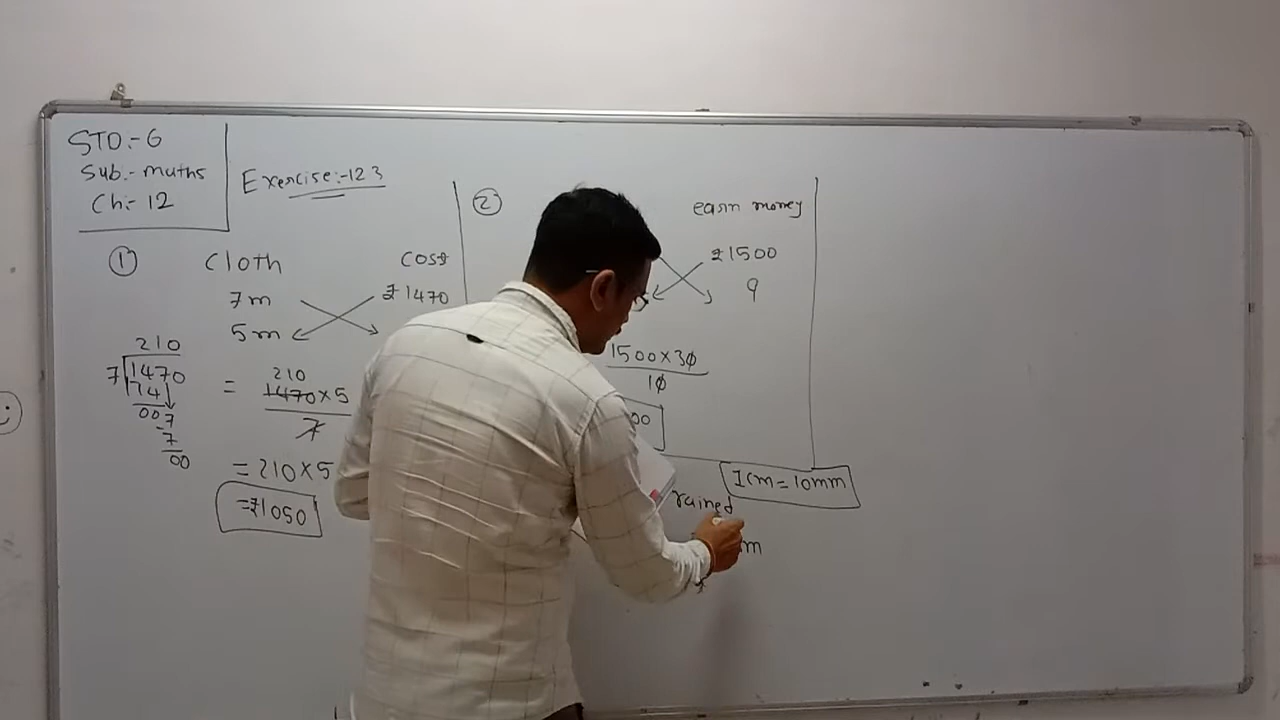 STD:- 6
Sub:- maths
Ch:- 12
Exercise:-12 3
① Cloth Cost
7m ₹1470
5m
210
7 1470
14
007
-7
00
= 210
1470×5
7
= 210×5
=₹1050
② earn money
₹1500
?
1500×30
10
00
1cm=10mm
rained
m